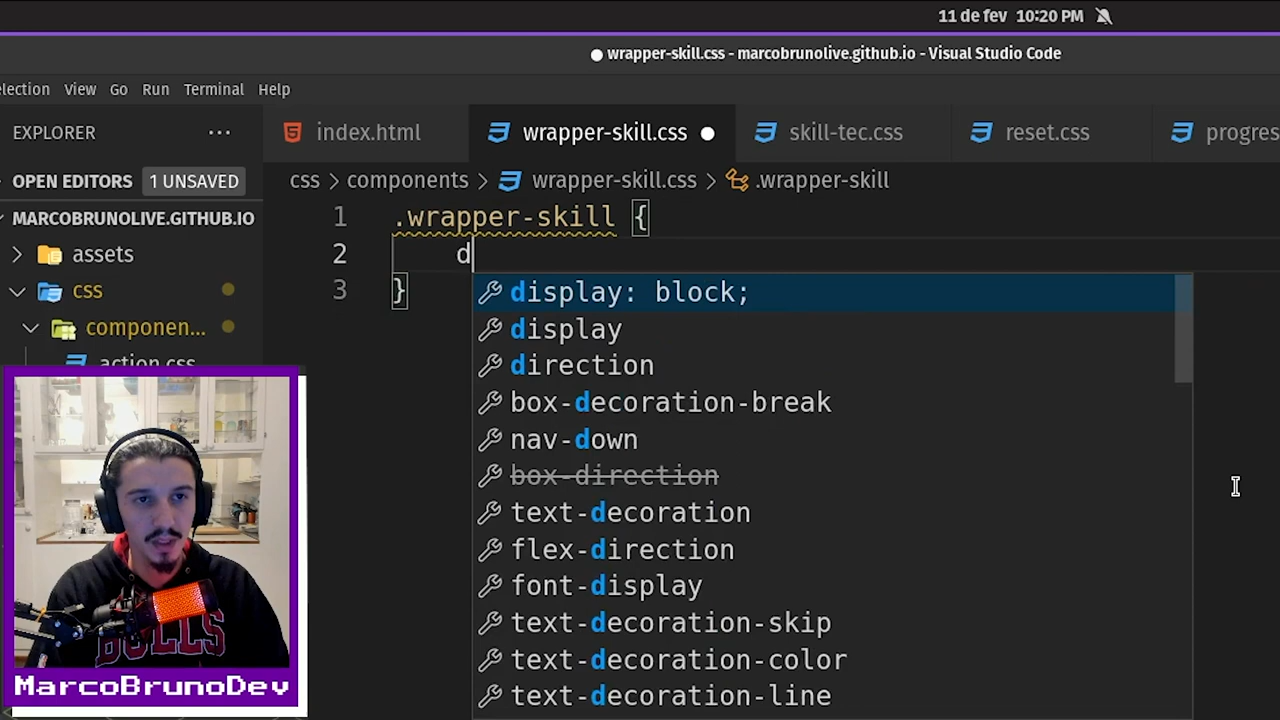 11 de fev 10:20 PM
wrapper-skill.css - marcobrunolive.github.io - Visual Studio Code
View Go Run Terminal Help
EXPLORER
index.html
wrapper-skill.css
skill-tec.css
reset.css
OPEN EDITORS 1 UNSAVED
css > components > wrapper-skill.css > .wrapper-skill
MARCOBRUNOLIVE.GITHUB.IO
assets
css
componen...
action.css
1 .wrapper-skill {
2 d
3 }
display: block;
display
direction
box-decoration-break
nav-down
box-direction
text-decoration
flex-direction
font-display
text-decoration-skip
text-decoration-color
text-decoration-line
BULLS
MarcoBrunoDev